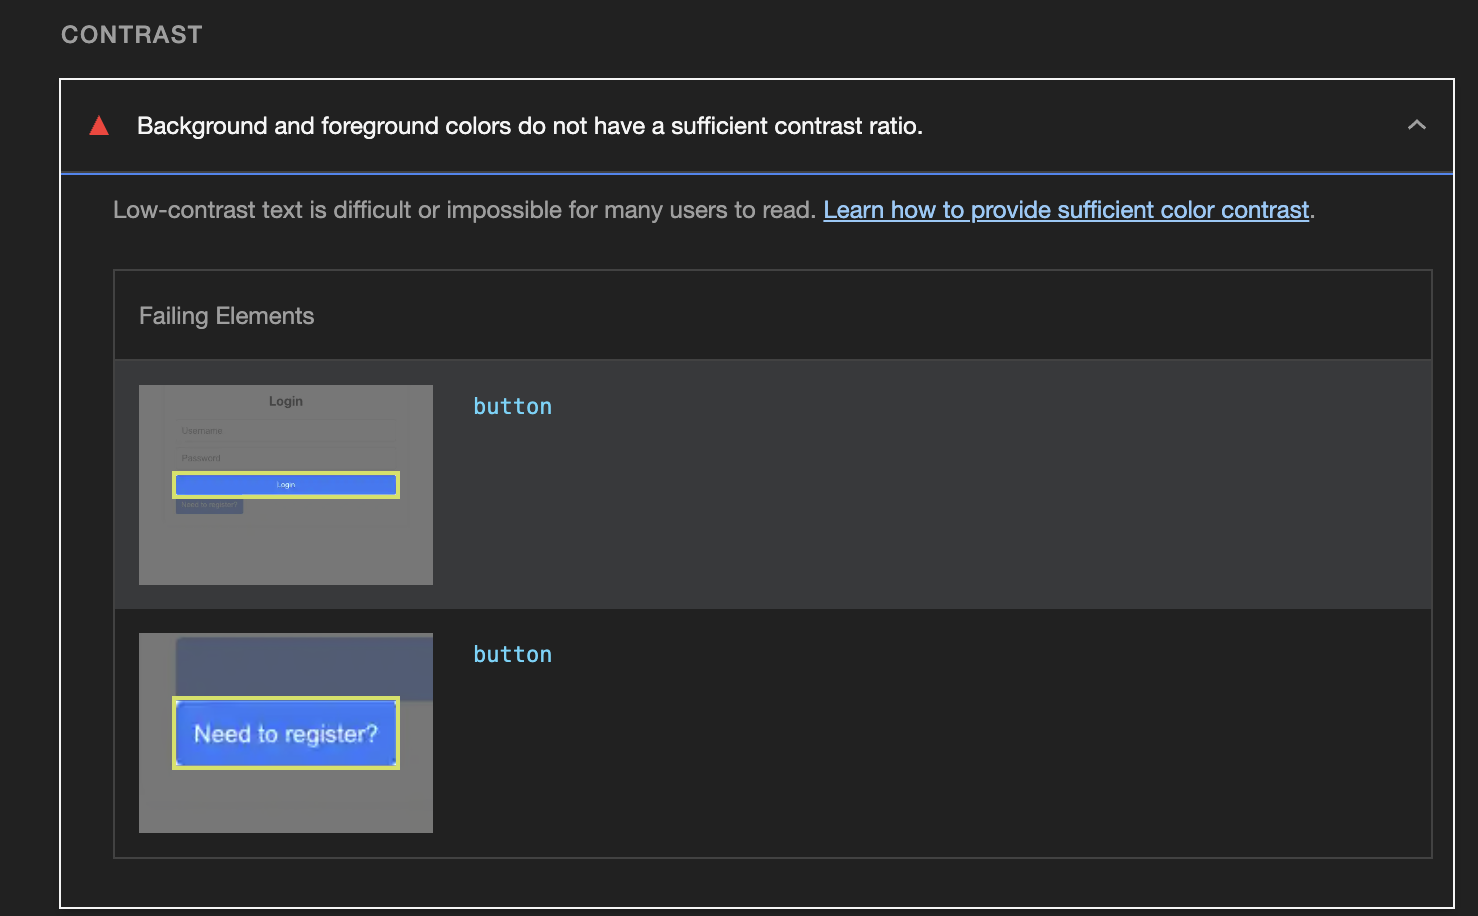 CONTRAST
Background and foreground colors do not have a sufficient contrast ratio.
Low-contrast text is difficult or impossible for many users to read. Learn how to provide sufficient color contrast.
Failing Elements
button
Login
Username
Password
Login
Need to register?
button
Need to register?